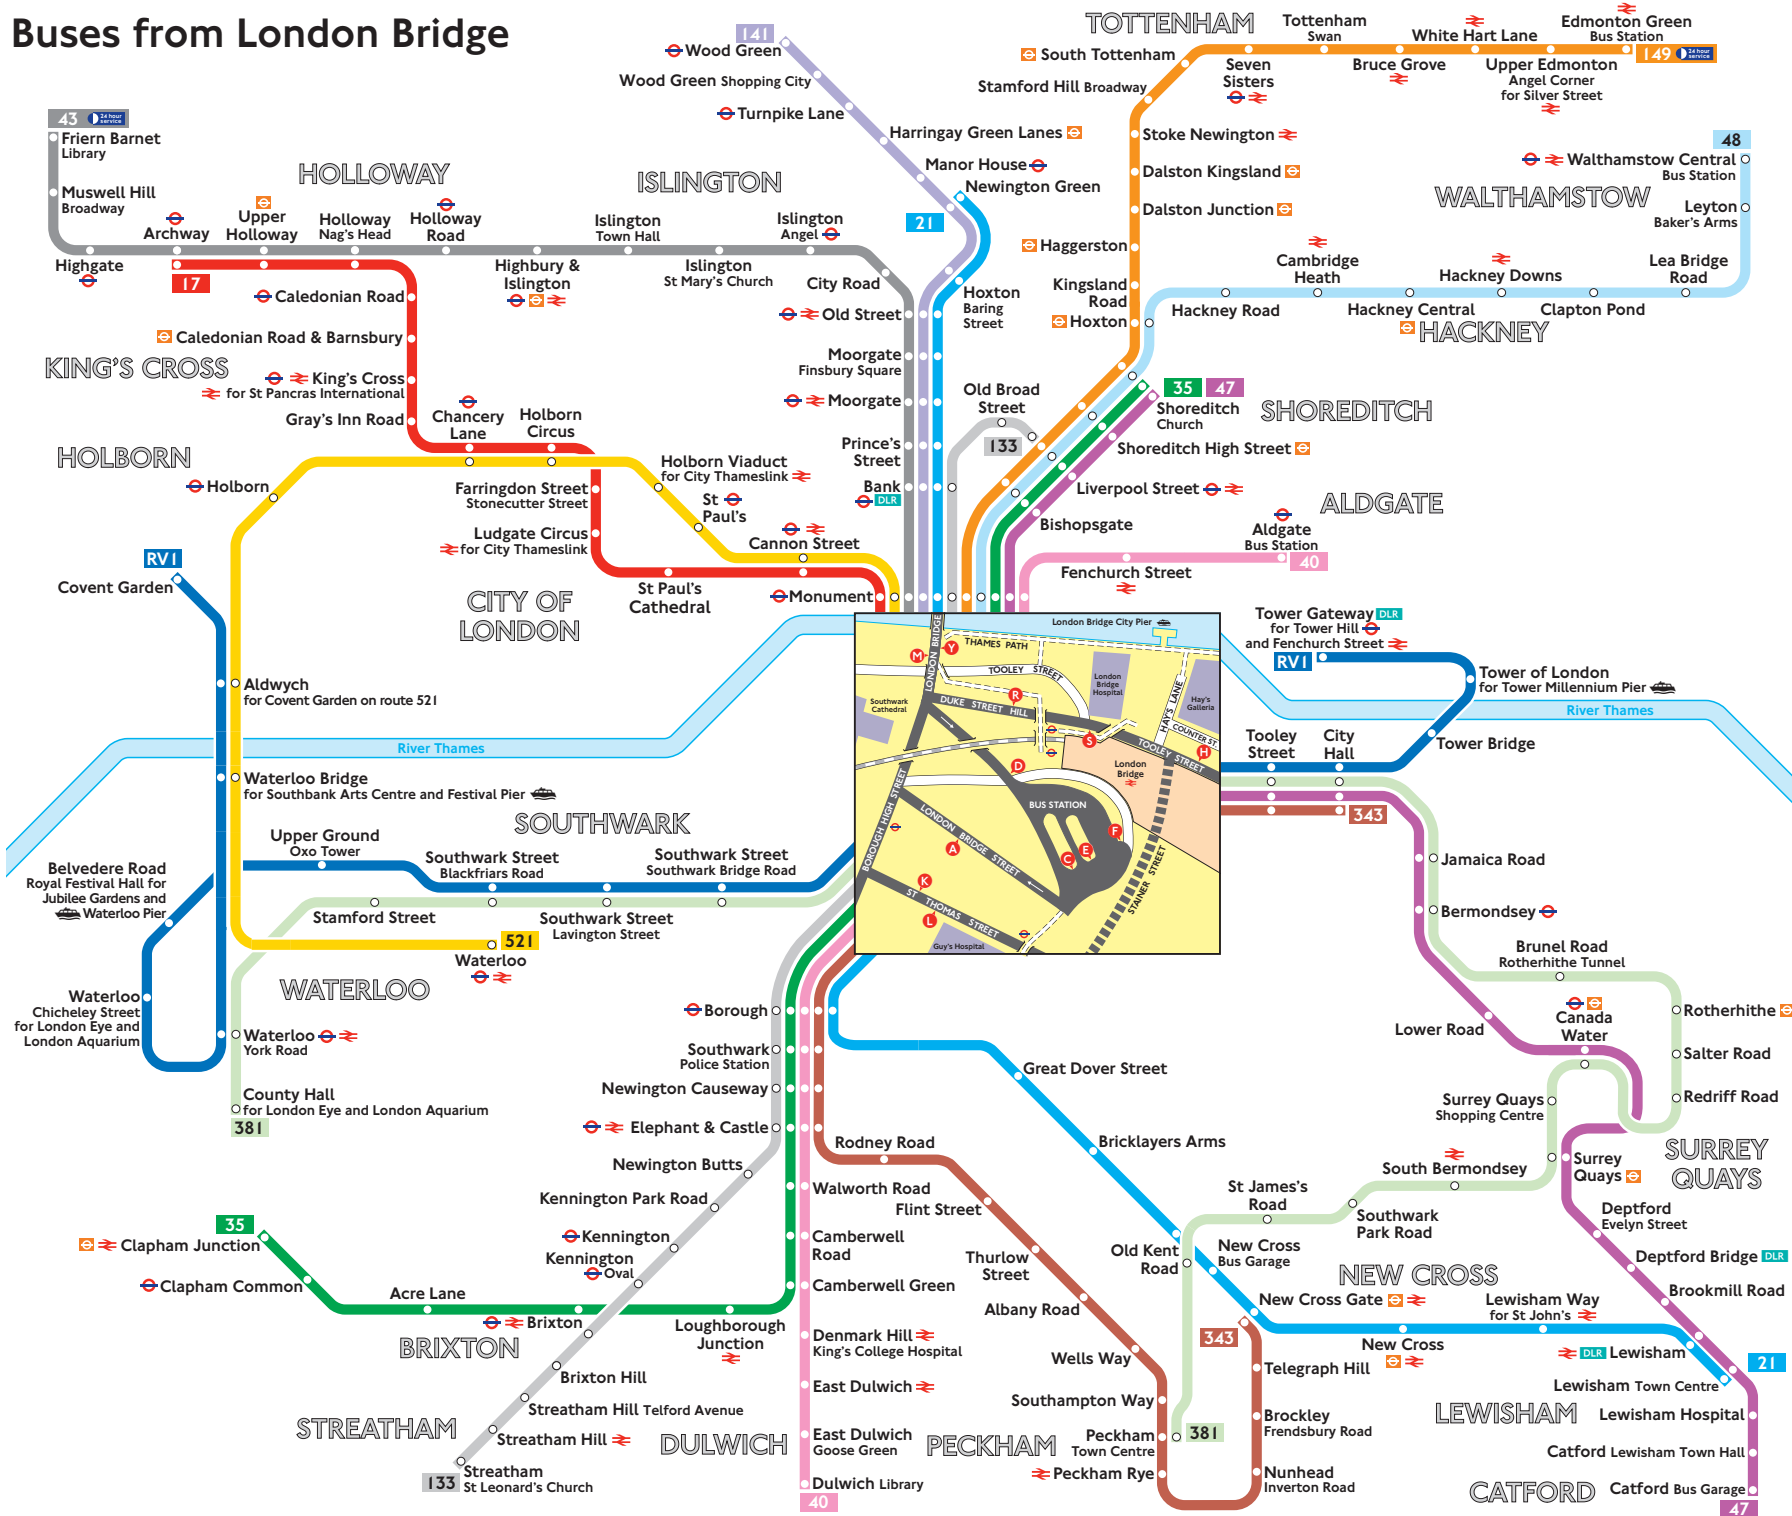 Buses from London Bridge
141
Wood Green
Wood Green Shopping City
Turnpike Lane
Harringay Green Lanes
Manor House
Newington Green
21
TOTTENHAM
South Tottenham
Stamford Hill Broadway
Seven
Sisters
Tottenham
Swan
Bruce Grove
White Hart Lane
Upper Edmonton
Angel Corner
for Silver Street
Edmonton Green
Bus Station
149
24 hour
service
Stoke Newington
Dalston Kingsland
Dalston Junction
Haggerston
Kingsland
Road
Hoxton
48
Walthamstow Central
Bus Station
WALTHAMSTOW
Leyton
Baker's Arms
Lea Bridge
Road
Clapton Pond
Hackney Downs
Hackney Central
HACKNEY
Cambridge
Heath
Hackney Road
43
24 hour
service
Friern Barnet
Library
Muswell Hill
Broadway
Highgate
Archway
17
HOLLOWAY
Upper
Holloway
Holloway
Nag's Head
Holloway
Road
Highbury &
Islington
ISLINGTON
Islington
Town Hall
Islington
St Mary's Church
Islington
Angel
City Road
Old Street
Hoxton
Baring
Street
Moorgate
Finsbury Square
Moorgate
Prince's
Street
Bank
DLR
Caledonian Road
Caledonian Road & Barnsbury
KING'S CROSS
King's Cross
for St Pancras International
Gray's Inn Road
Chancery
Lane
Holborn
Circus
HOLBORN
Holborn
Farringdon Street
Stonecutter Street
Ludgate Circus
for City Thameslink
Holborn Viaduct
for City Thameslink
St
Paul's
Cannon Street
St Paul's
Cathedral
Monument
CITY OF
LONDON
Old Broad
Street
133
35
47
Shoreditch
Church
SHOREDITCH
Shoreditch High Street
Liverpool Street
Bishopsgate
ALDGATE
Aldgate
Bus Station
40
Fenchurch Street
RV1
Covent Garden
Aldwych
for Covent Garden on route 521
River Thames
Waterloo Bridge
for Southbank Arts Centre and Festival Pier
SOUTHWARK
Upper Ground
Oxo Tower
Southwark Street
Blackfriars Road
Southwark Street
Southwark Bridge Road
Stamford Street
Southwark Street
Lavington Street
Belvedere Road
Royal Festival Hall for
Jubilee Gardens and
Waterloo Pier
521
Waterloo
WATERLOO
Waterloo
Chicheley Street
for London Eye and
London Aquarium
Waterloo
York Road
County Hall
for London Eye and London Aquarium
381
London Bridge City Pier
LONDON BRIDGE
THAMES PATH
M
Y
TOOLEY STREET
R
DUKE STREET HILL
Southwark
Cathedral
London
Bridge
Hospital
HAY'S LANE
Hay's
Galleria
COUNTER ST.
S
H
TOOLEY STREET
D
London
Bridge
BUS STATION
BOROUGH HIGH STREET
LONDON BRIDGE STREET
A
C
E
F
K
L
ST THOMAS STREET
STAINER STREET
Guy's Hospital
Tower Gateway DLR
for Tower Hill
and Fenchurch Street
RV1
Tower of London
for Tower Millennium Pier
River Thames
Tower Bridge
Tooley
Street
City
Hall
343
Jamaica Road
Bermondsey
Brunel Road
Rotherhithe Tunnel
Rotherhithe
Salter Road
Redriff Road
Canada
Water
Lower Road
Surrey Quays
Shopping Centre
SURREY
QUAYS
Surrey
Quays
South Bermondsey
Southwark
Park Road
St James's
Road
Old Kent
Road
Deptford
Evelyn Street
Deptford Bridge DLR
Brookmill Road
Borough
Southwark
Police Station
Newington Causeway
Elephant & Castle
Newington Butts
Kennington Park Road
Kennington
Kennington
Oval
Great Dover Street
Bricklayers Arms
Rodney Road
Walworth Road
Flint Street
Camberwell
Road
Camberwell Green
Thurlow
Street
Albany Road
Wells Way
Southampton Way
Peckham
Town Centre
381
PECKHAM
Peckham Rye
New Cross
Bus Garage
NEW CROSS
New Cross Gate
343
New Cross
Lewisham Way
for St John's
DLR Lewisham
21
Lewisham Town Centre
LEWISHAM
Lewisham Hospital
Catford Lewisham Town Hall
CATFORD
Catford Bus Garage
47
Telegraph Hill
Brockley
Frendsbury Road
Nunhead
Inverton Road
35
Clapham Junction
Clapham Common
Acre Lane
Brixton
BRIXTON
Loughborough
Junction
Brixton Hill
Streatham Hill Telford Avenue
STREATHAM
Streatham Hill
133
Streatham
St Leonard's Church
Denmark Hill
King's College Hospital
East Dulwich
DULWICH
East Dulwich
Goose Green
Dulwich Library
40